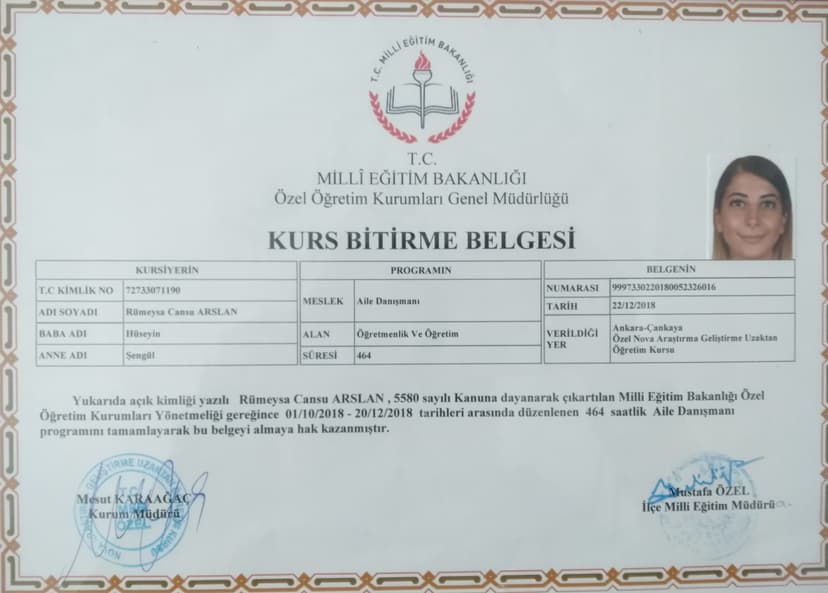 T.C. MİLLİ EĞİTİM BAKANLIĞI
T.C.
MİLLÎ EĞİTİM BAKANLIĞI
Özel Öğretim Kurumları Genel Müdürlüğü
KURS BİTİRME BELGESİ
KURSİYERİN
T.C KİMLİK NO 72733071190
ADI SOYADI Rümeysa Cansu ARSLAN
BABA ADI Hüseyin
ANNE ADI Şengül
PROGRAMIN
MESLEK Aile Danışmanı
ALAN Öğretmenlik Ve Öğretim
SÜRESİ 464
BELGENİN
NUMARASI 9997330220180052326016
TARİH 22/12/2018
VERİLDİĞİ YER
Ankara-Çankaya
Özel Nova Araştırma Geliştirme Uzaktan
Öğretim Kursu
Yukarıda açık kimliği yazılı Rümeysa Cansu ARSLAN , 5580 sayılı Kanuna dayanarak çıkartılan Milli Eğitim Bakanlığı Özel
Öğretim Kurumları Yönetmeliği gereğince 01/10/2018 - 20/12/2018 tarihleri arasında düzenlenen 464 saatlik Aile Danışmanı
programını tamamlayarak bu belgeyi almaya hak kazanmıştır.
Mesut KARAAĞAÇ
Kurum Müdürü
T.C.
ÖZEL
Mustafa ÖZEL
İlçe Milli Eğitim Müdürü